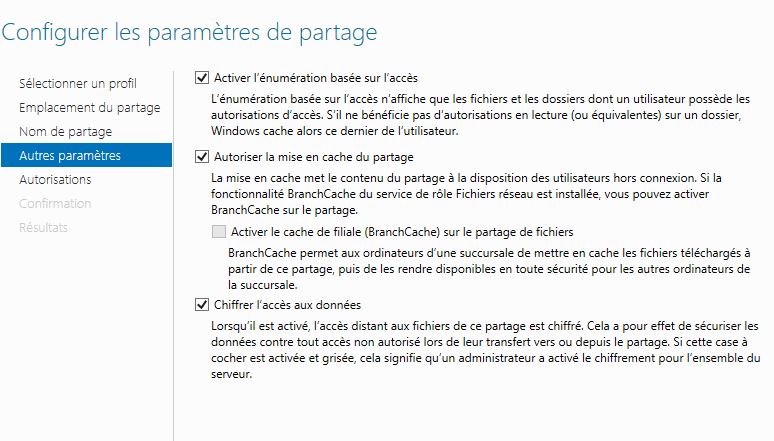 Configurer les paramètres de partage
Sélectionner un profil
Emplacement du partage
Nom de partage
Autres paramètres
Autorisations
Confirmation
Résultats
Activer l'énumération basée sur l'accès
L'énumération basée sur l'accès n'affiche que les fichiers et les dossiers dont un utilisateur possède les
autorisations d'accès. S'il ne bénéficie pas d'autorisations en lecture (ou équivalentes) sur un dossier,
Windows cache alors ce dernier de l'utilisateur.
Autoriser la mise en cache du partage
La mise en cache met le contenu du partage à la disposition des utilisateurs hors connexion. Si la
fonctionnalité BranchCache du service de rôle Fichiers réseau est installée, vous pouvez activer
BranchCache sur le partage.
Activer le cache de filiale (BranchCache) sur le partage de fichiers
BranchCache permet aux ordinateurs d'une succursale de mettre en cache les fichiers téléchargés à
partir de ce partage, puis de les rendre disponibles en toute sécurité pour les autres ordinateurs de
la succursale.
Chiffrer l'accès aux données
Lorsqu'il est activé, l'accès distant aux fichiers de ce partage est chiffré. Cela a pour effet de sécuriser les
données contre tout accès non autorisé lors de leur transfert vers ou depuis le partage. Si cette case à
cocher est activée et grisée, cela signifie qu'un administrateur a activé le chiffrement pour l'ensemble du
serveur.